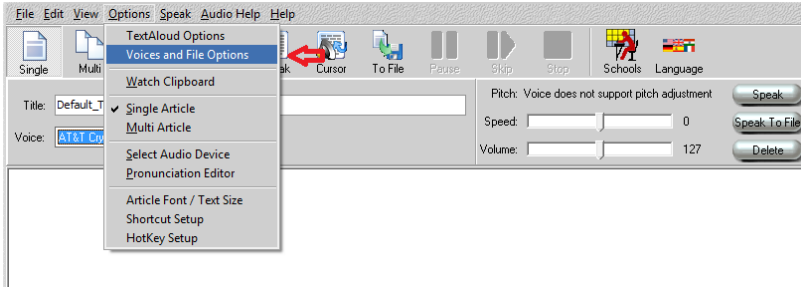 File Edit View Options Speak Audio Help Help
TextAloud Options
Voices and File Options
Watch Clipboard
Single Article
Multi Article
Select Audio Device
Pronunciation Editor
Article Font / Text Size
Shortcut Setup
HotKey Setup
Single Multi ak Cursor To File Pause Skip Stop Schools Language
Title: Default_T
Voice: AT&T Cry
Pitch: Voice does not support pitch adjustment
Speed: 0
Volume: 127
Speak
Speak To File
Delete